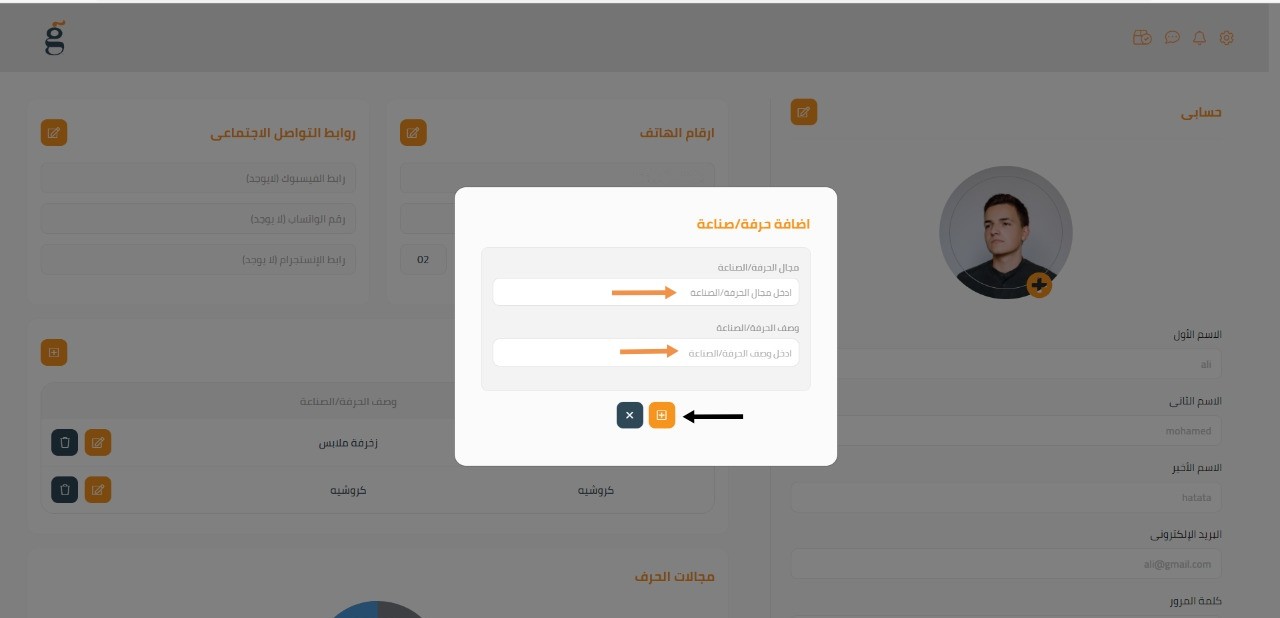 ğ
حسابى
الاسم الأول
ali
الاسم الثانى
mohamed
الاسم الأخير
hatata
البريد الإلكترونى
ali@gmail.com
كلمة المرور
ارقام الهاتف
02
روابط التواصل الاجتماعى
رابط الفيسبوك (لايوجد)
رقم الواتساب (لا يوجد)
رابط الإنستجرام (لا يوجد)
اضافة حرفة/صناعة
مجال الحرفة/الصناعة
ادخل مجال الحرفة/الصناعة
وصف الحرفة/الصناعة
ادخل وصف الحرفة/الصناعة
وصف الحرفة/الصناعة
زخرفة ملابس
كروشيه كروشيه
مجالات الحرف